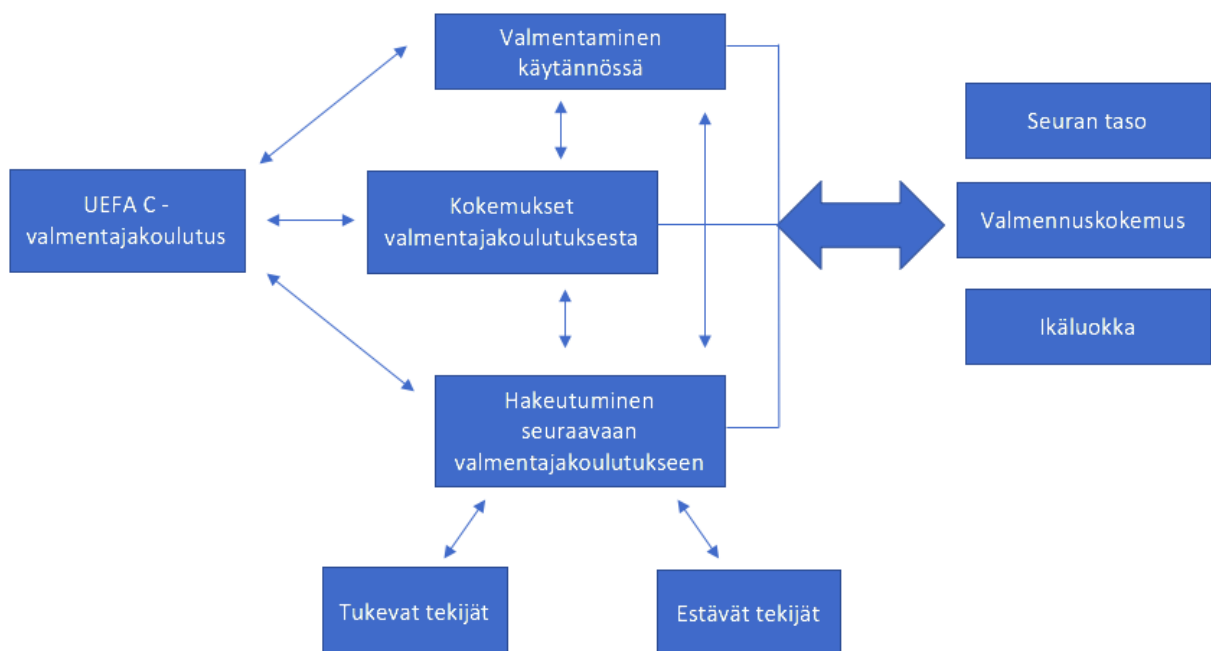 Valmentaminen
käytännössä
Seuran taso
UEFA C -
valmentajakoulutus
Kokemukset
valmentajakoulutuksesta
Valmennuskokemus
Ikäluokka
Hakeutuminen
seuraavaan
valmentajakoulutukseen
Tukevat tekijät
Estävät tekijät